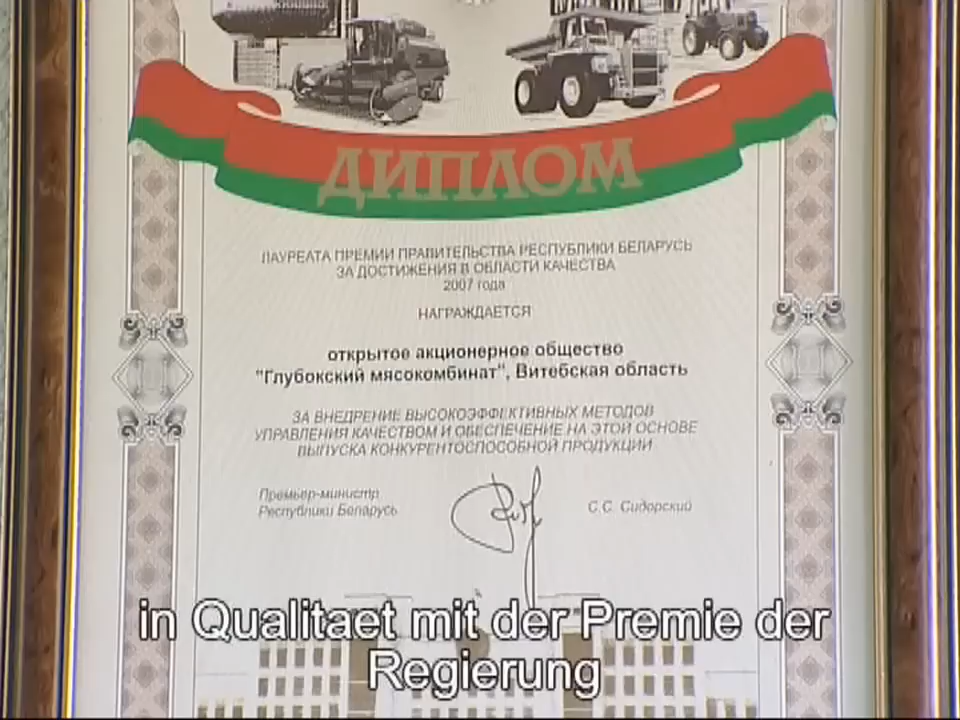 ДИПЛОМ
ЛАУРЕАТА ПРЕМИИ ПРАВИТЕЛЬСТВА РЕСПУБЛИКИ БЕЛАРУСЬ
ЗА ДОСТИЖЕНИЯ В ОБЛАСТИ КАЧЕСТВА
2007 года
НАГРАЖДАЕТСЯ
открытое акционерное общество
"Глубокский мясокомбинат", Витебская область
ЗА ВНЕДРЕНИЕ ВЫСОКОЭФФЕКТИВНЫХ МЕТОДОВ
УПРАВЛЕНИЯ КАЧЕСТВОМ И ОБЕСПЕЧЕНИЕ НА ЭТОЙ ОСНОВЕ
ВЫПУСКА КОНКУРЕНТОСПОСОБНОЙ ПРОДУКЦИИ
Премьер-министр
Республики Беларусь
С.С. Сидорский
in Qualitaet mit der Premie der
Regierung